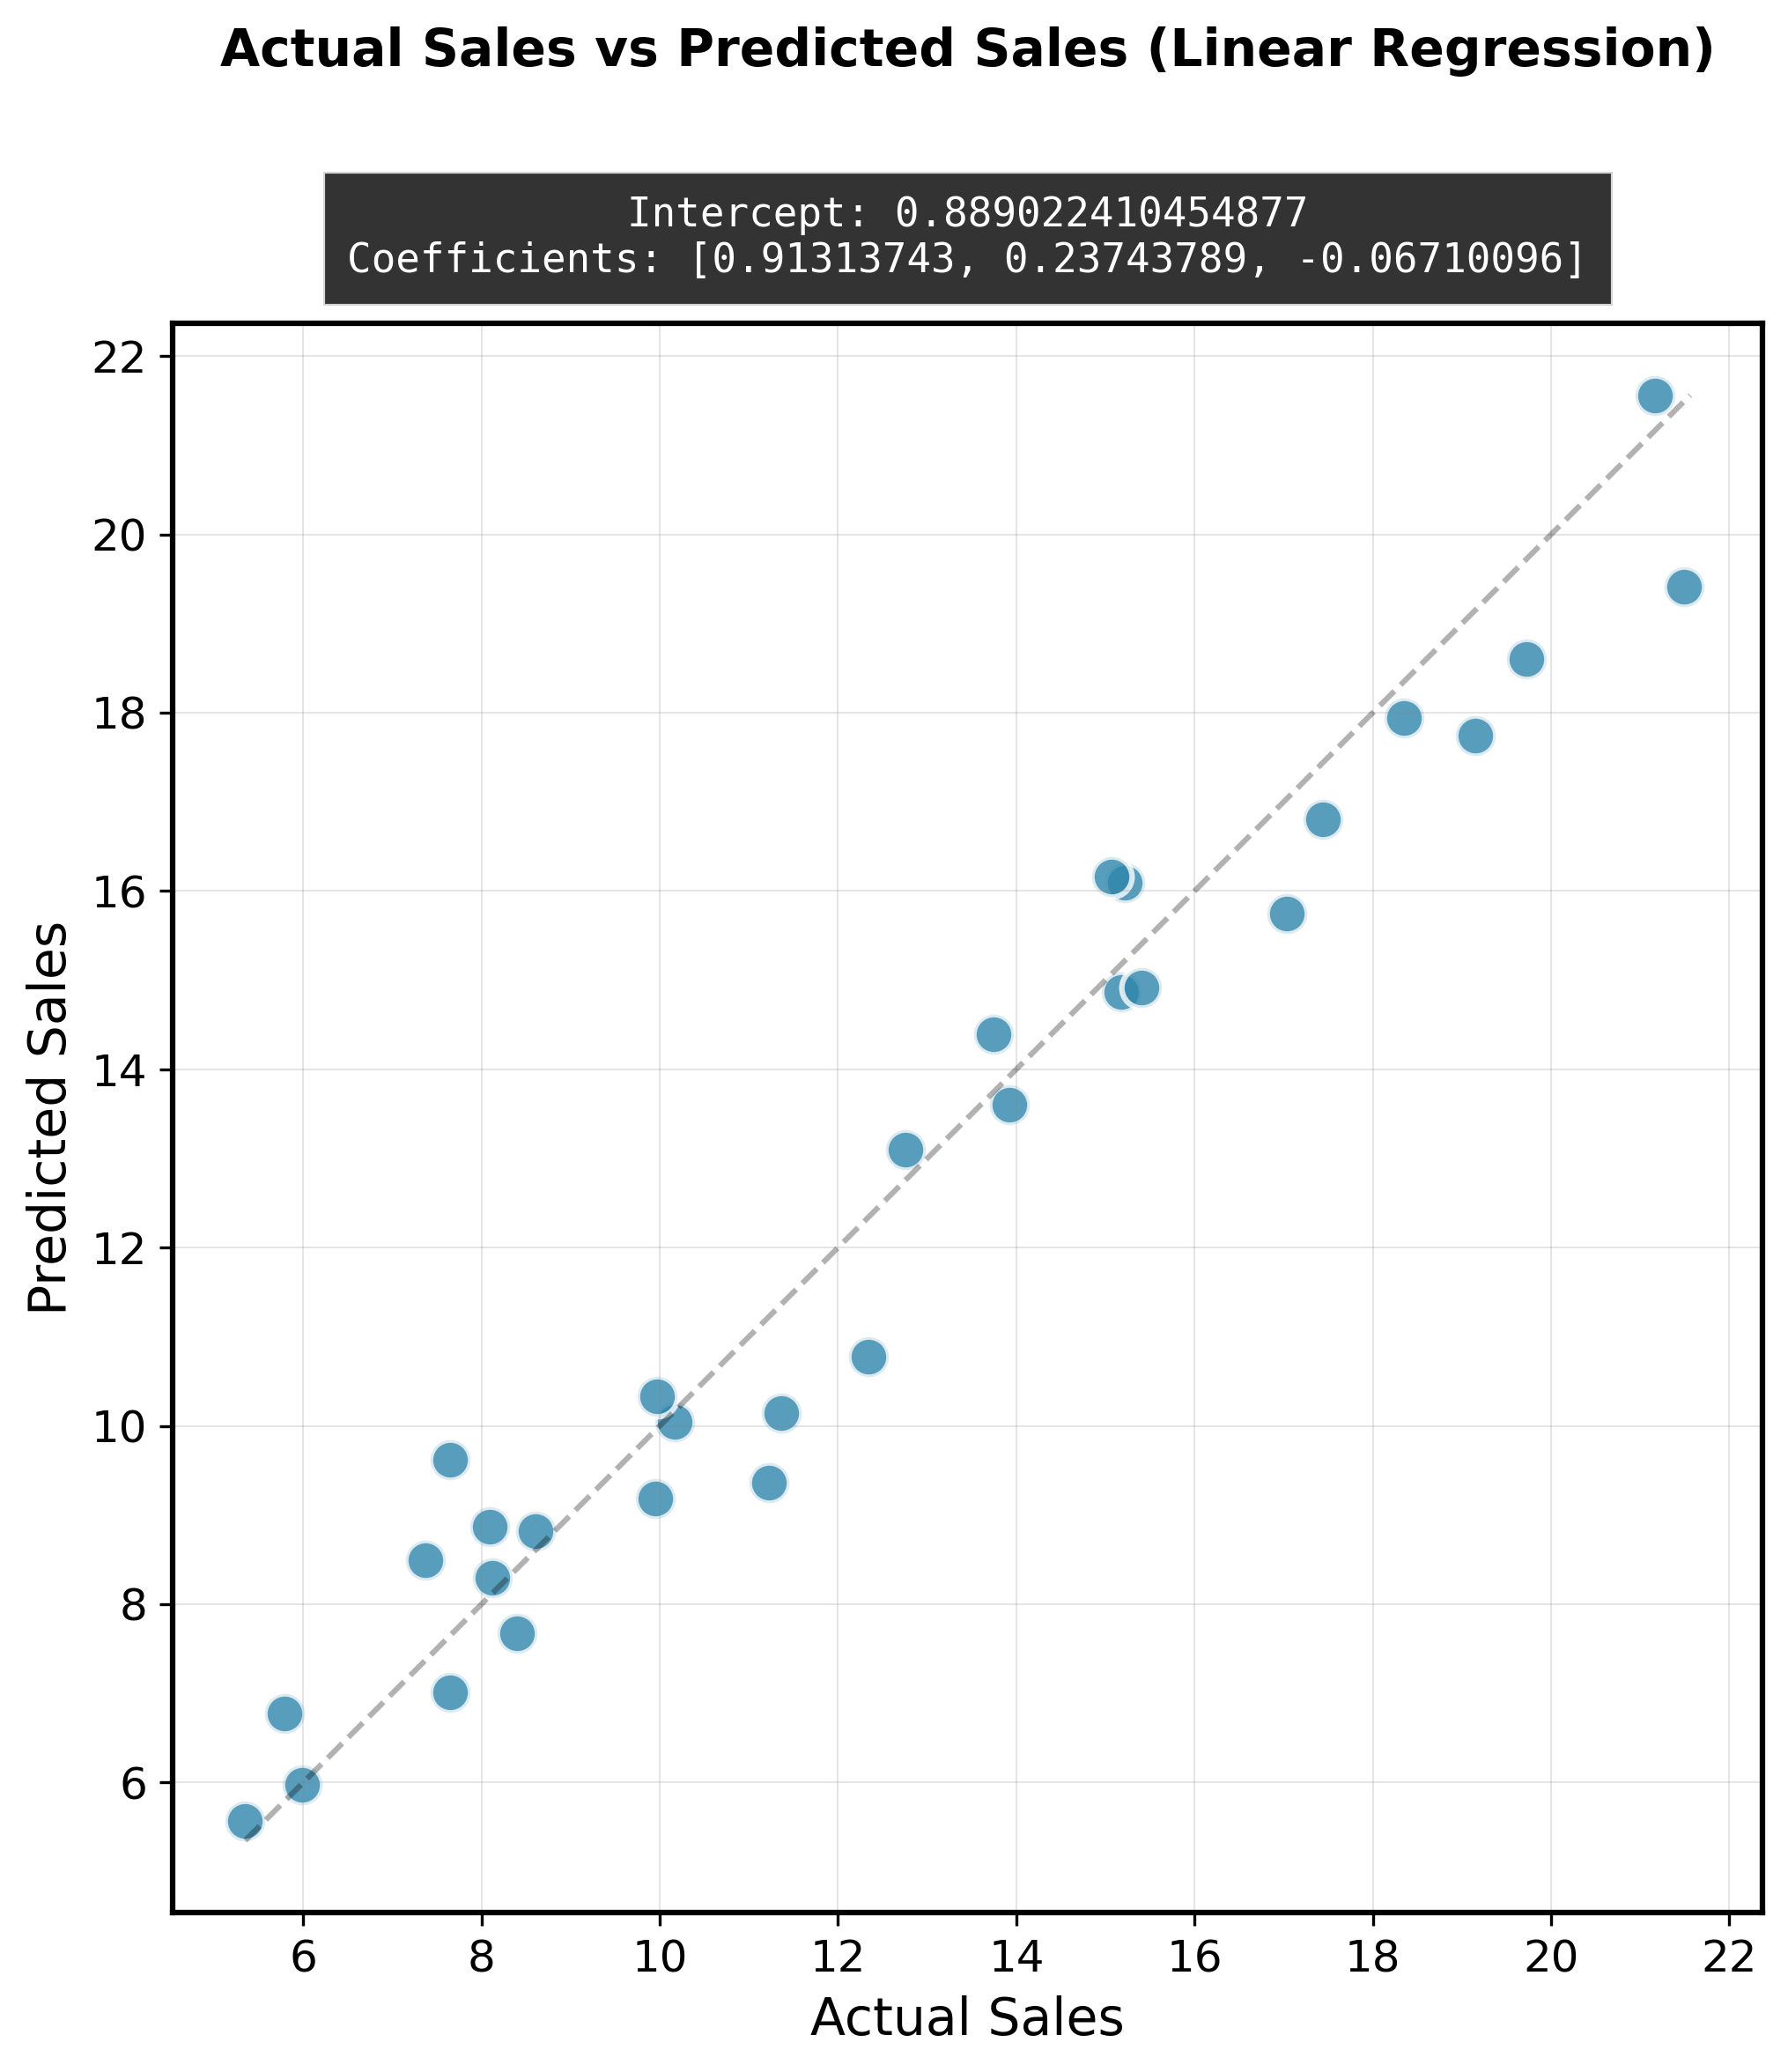 Actual Sales vs Predicted Sales (Linear Regression)
Intercept: 0.889022410454877
Coefficients: [0.91313743, 0.23743789, -0.06710096]
22
20
18
16
14
12
10
8
6
Predicted Sales
6 8 10 12 14 16 18 20 22
Actual Sales